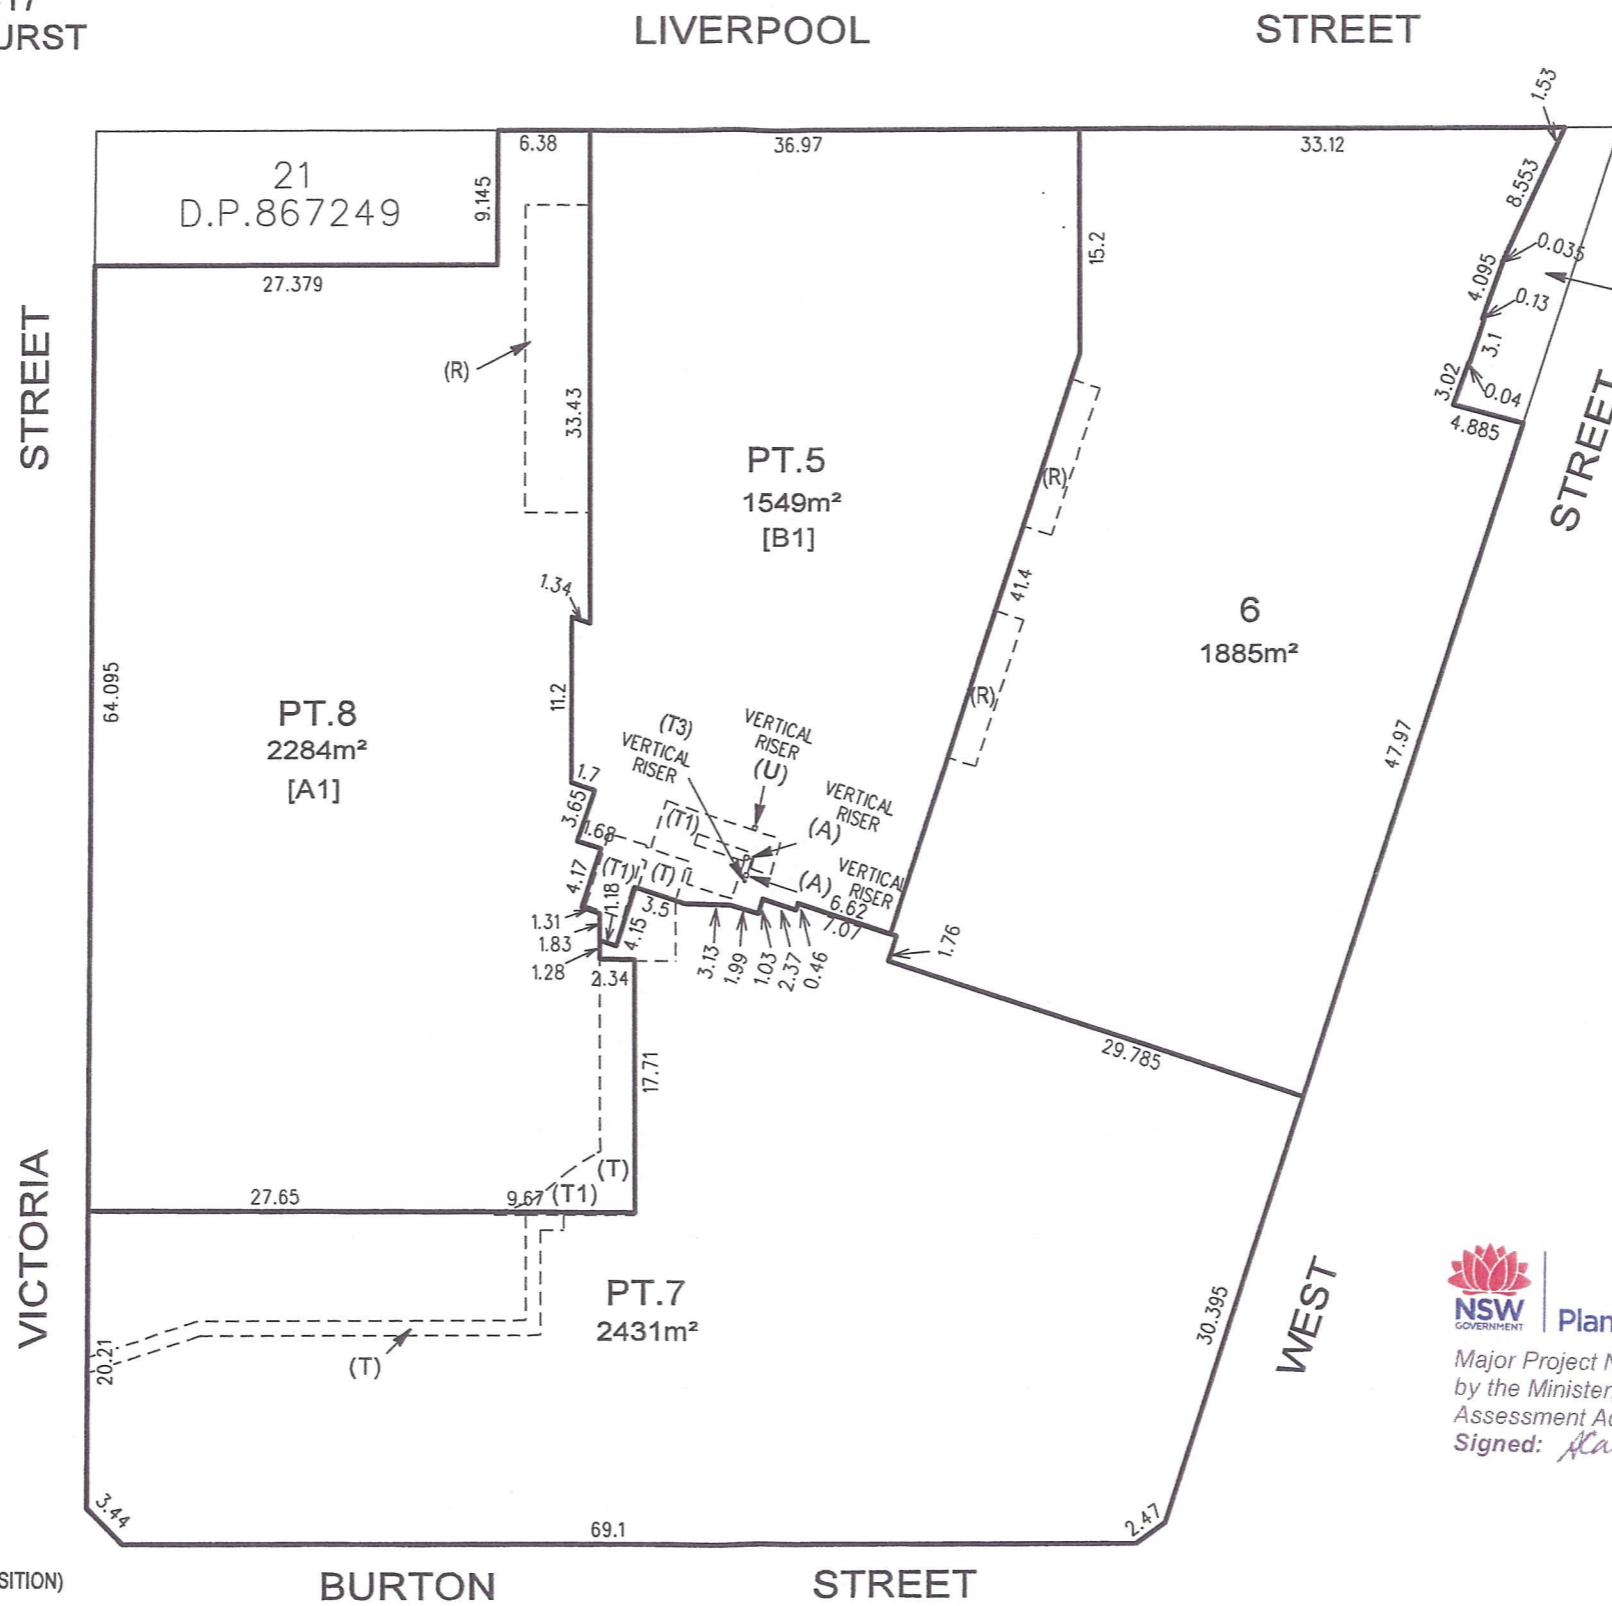 17
URST
LIVERPOOL STREET
1.53
6.38
36.97
33.12
21
D.P.867249
9.145
8.553
27.379
15.2
0.035
4.095
0.13
3.1
3.02
0.04
4.885
STREET
STREET
(R)
33.43
PT.5
1549m²
[B1]
(R)
1.34
41.4
6
1885m²
64.095
11.2
(R)
PT.8
2284m²
[A1]
(T3)
VERTICAL
RISER
VERTICAL
RISER
(U)
47.97
1.7
3.65
VERTICAL
RISER
(A)
(T1)
1.68
VERTICAL
RISER
(A)
4.17
(T1)
(T)
1.18
3.5
6.62
7.07
1.31
1.83
1.28
4.15
2.34
3.13
1.99
1.03
2.37
0.46
1.76
29.785
17.71
(T)
27.65
9.67
(T1)
VICTORIA
PT.7
2431m²
WEST
30.395
20.21
(T)
NSW
GOVERNMENT
Plan
Major Project N
by the Minister
Assessment Ac
Signed:
3.44
69.1
2.47
SITION)
BURTON STREET